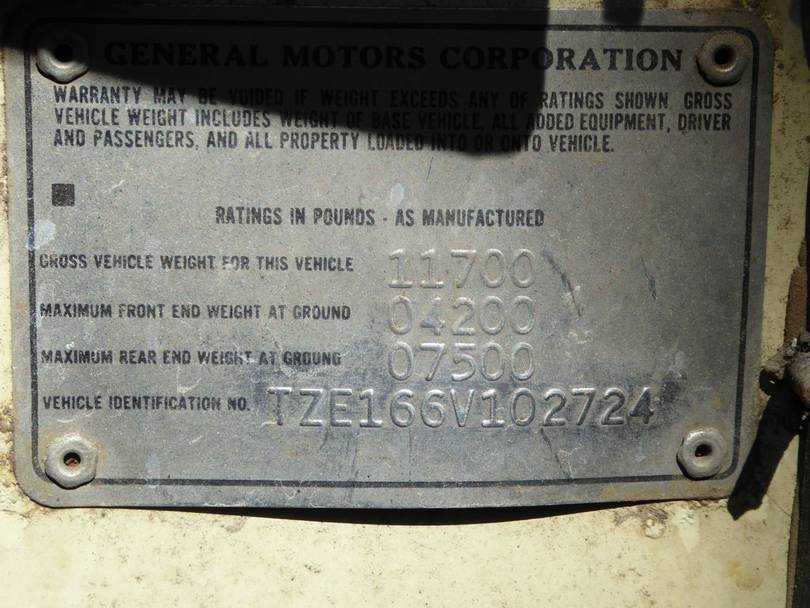 GENERAL MOTORS CORPORATION
WARRANTY MAY BE VOIDED IF WEIGHT EXCEEDS ANY OF RATINGS SHOWN. GROSS
VEHICLE WEIGHT INCLUDES WEIGHT OF BASE VEHICLE, ALL ADDED EQUIPMENT, DRIVER
AND PASSENGERS, AND ALL PROPERTY LOADED INTO OR ONTO VEHICLE.
RATINGS IN POUNDS - AS MANUFACTURED
GROSS VEHICLE WEIGHT FOR THIS VEHICLE 11700
MAXIMUM FRONT END WEIGHT AT GROUND 04200
MAXIMUM REAR END WEIGHT AT GROUND 07500
VEHICLE IDENTIFICATION NO. TZE166V102724